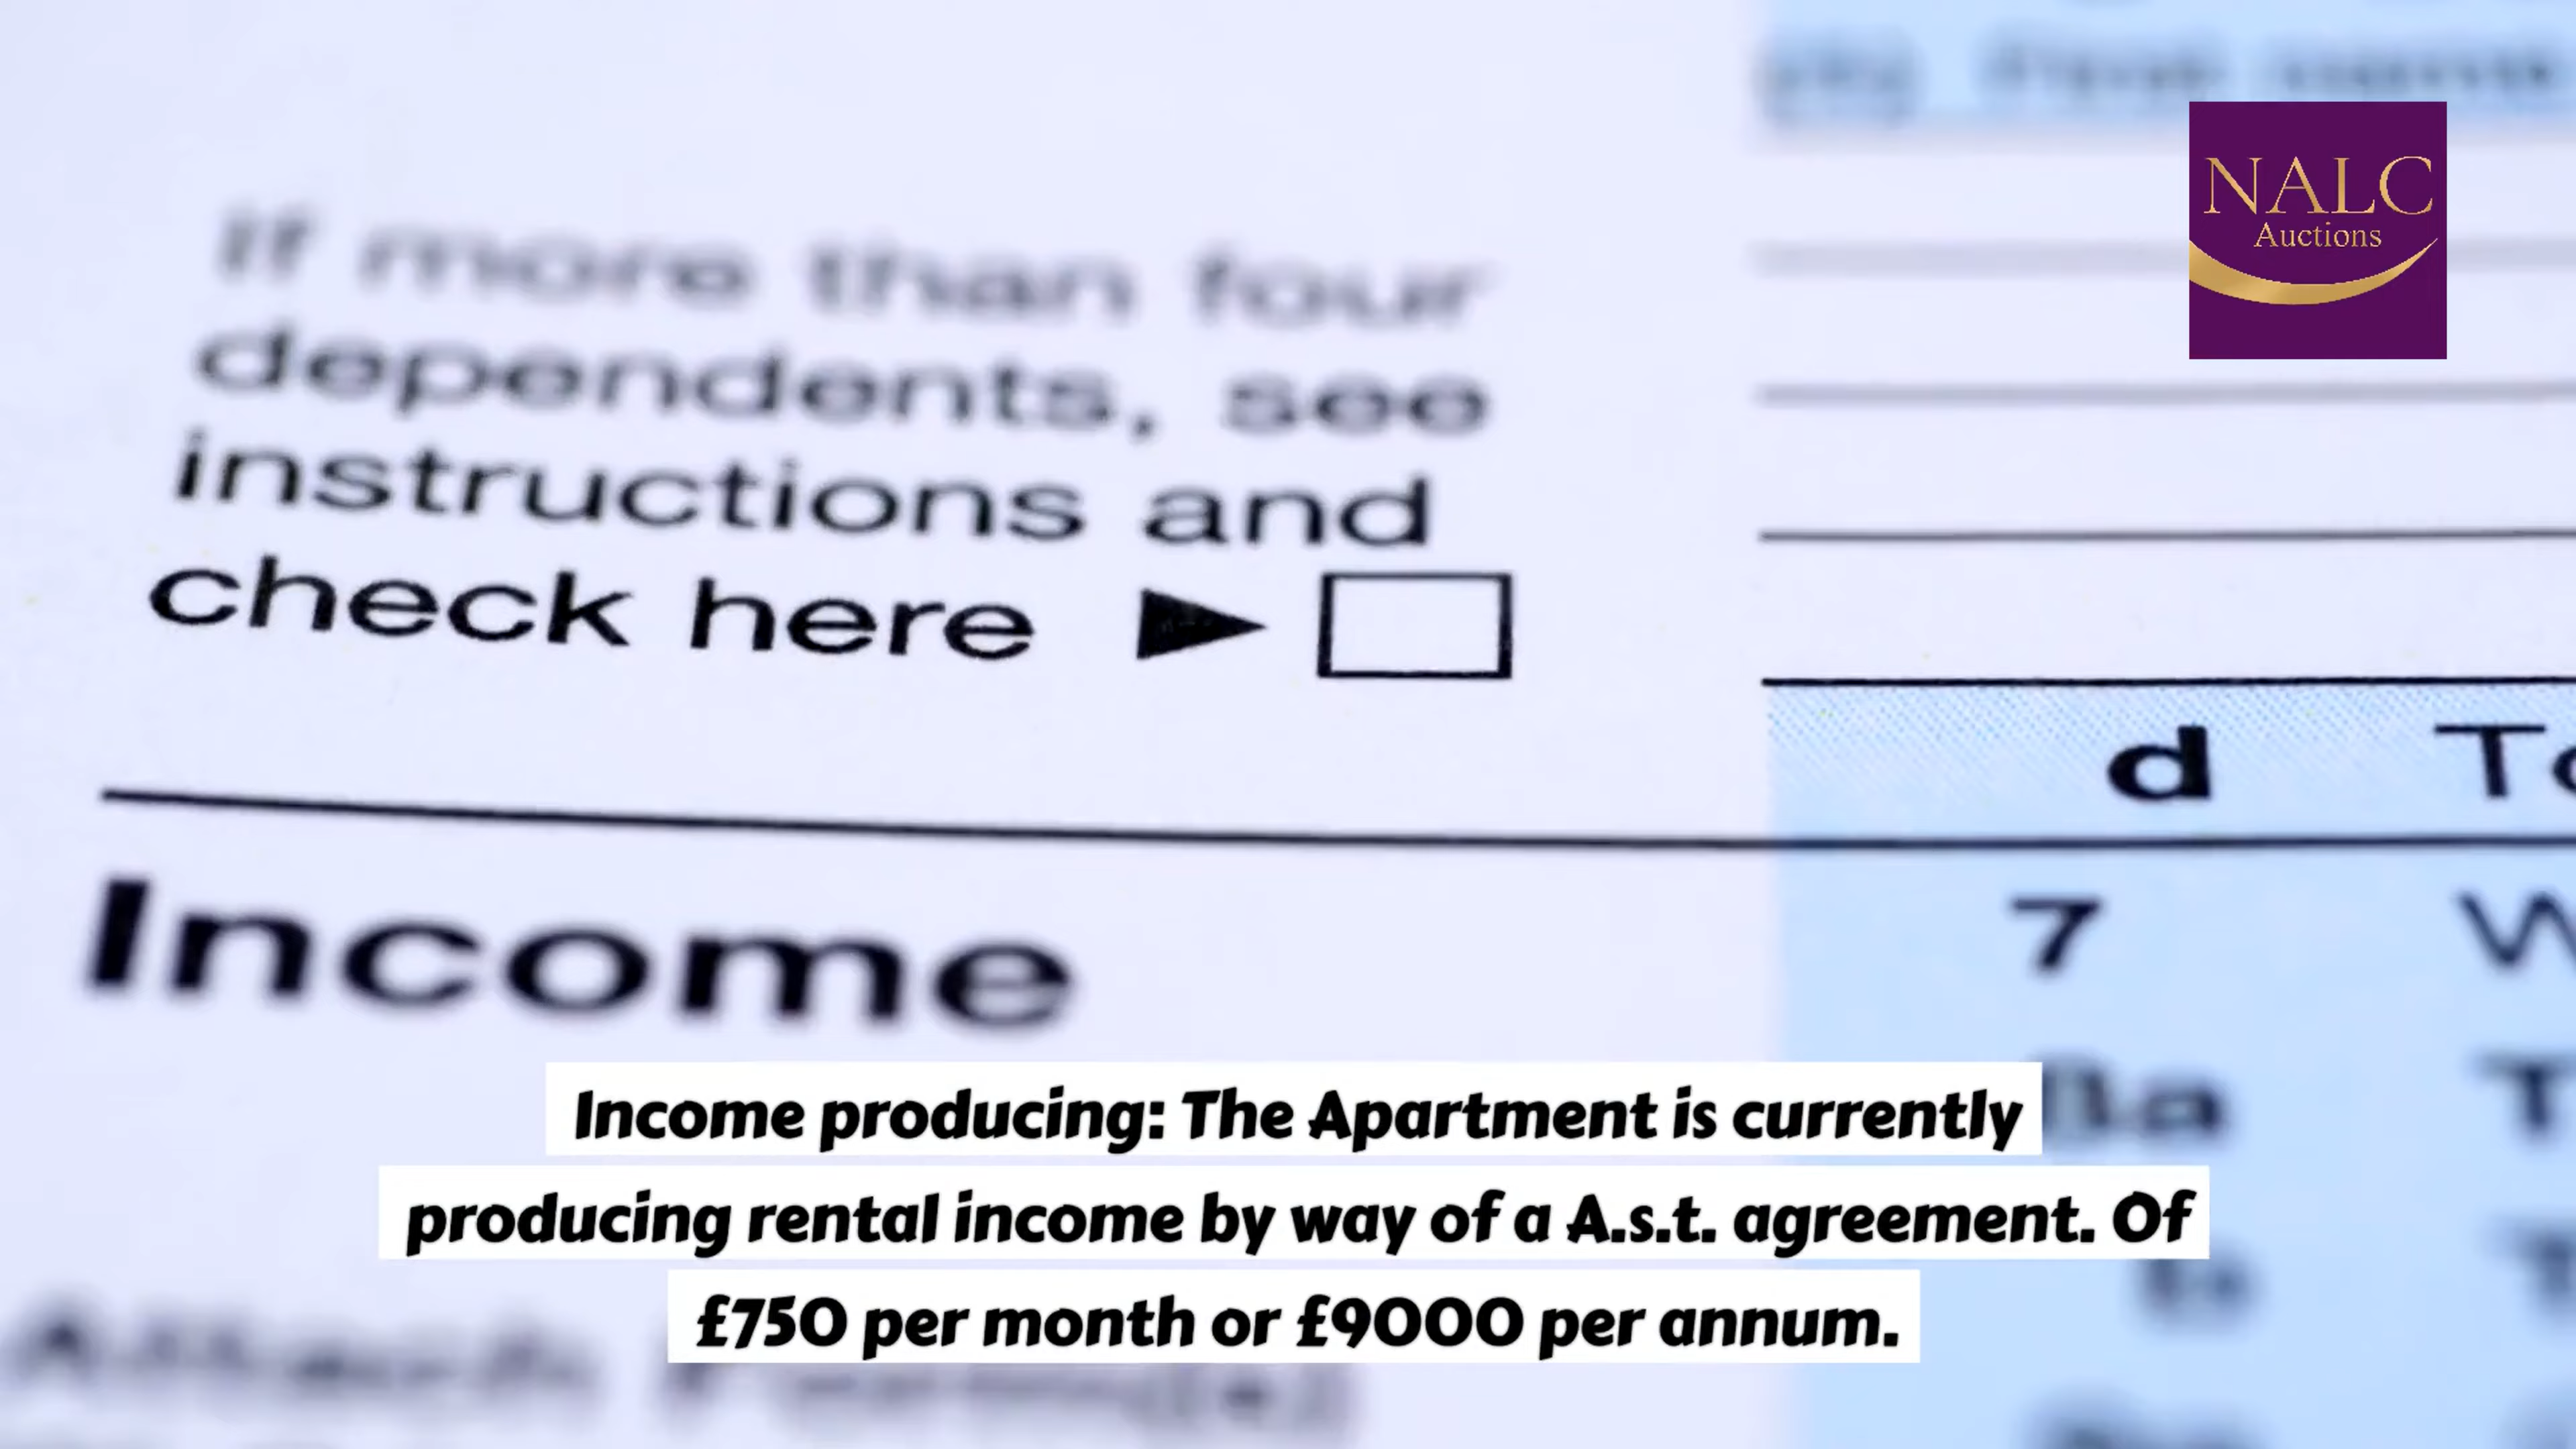 NALC
Auctions
If more than four
dependents, see
instructions and
check here ▶
d
Income
7
8a
Income producing: The Apartment is currently
producing rental income by way of a A.s.t. agreement. Of
£750 per month or £9000 per annum.